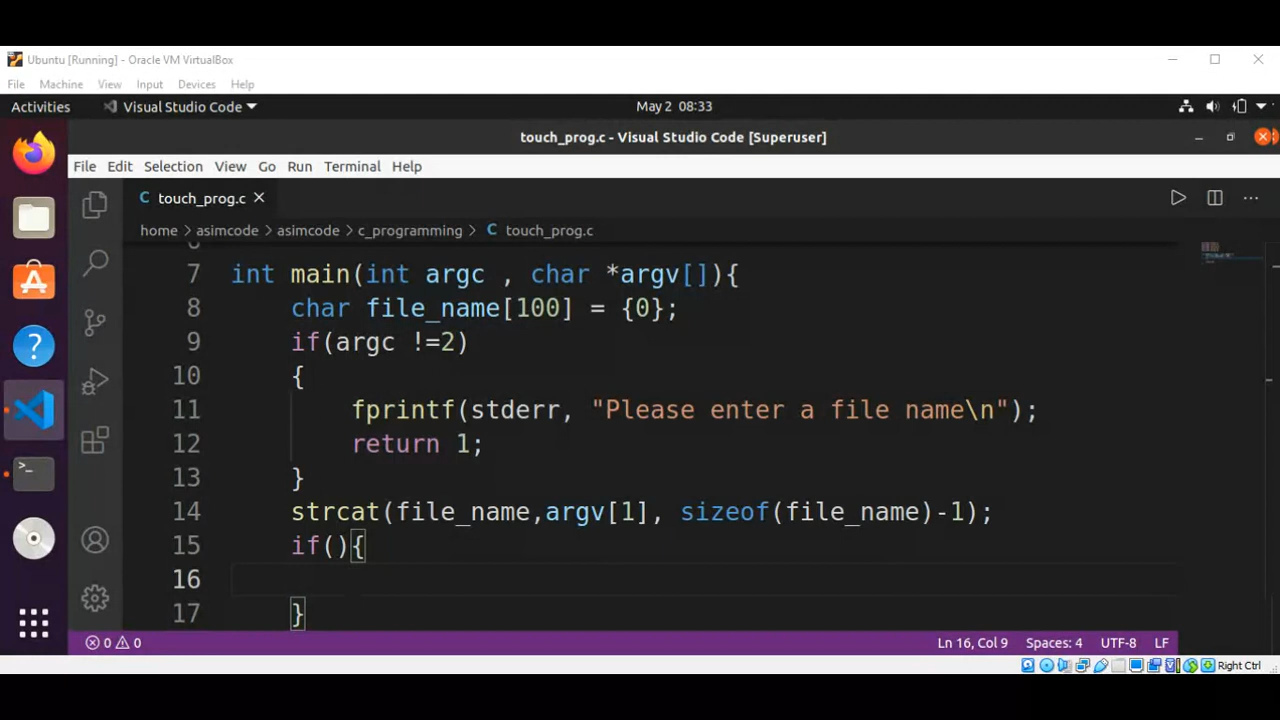 Ubuntu [Running] - Oracle VM VirtualBox
File Machine View Input Devices Help
Activities Visual Studio Code May 2 08:33
touch_prog.c - Visual Studio Code [Superuser]
File Edit Selection View Go Run Terminal Help
C touch_prog.c
home > asimcode > asimcode > c_programming > C touch_prog.c
7 int main(int argc , char *argv[]){
8 char file_name[100] = {0};
9 if(argc !=2)
10 {
11 fprintf(stderr, "Please enter a file name\n");
12 return 1;
13 }
14 strcat(file_name,argv[1], sizeof(file_name)-1);
15 if(){
16
17 }
0 0 Ln 16, Col 9 Spaces: 4 UTF-8 LF
Right Ctrl